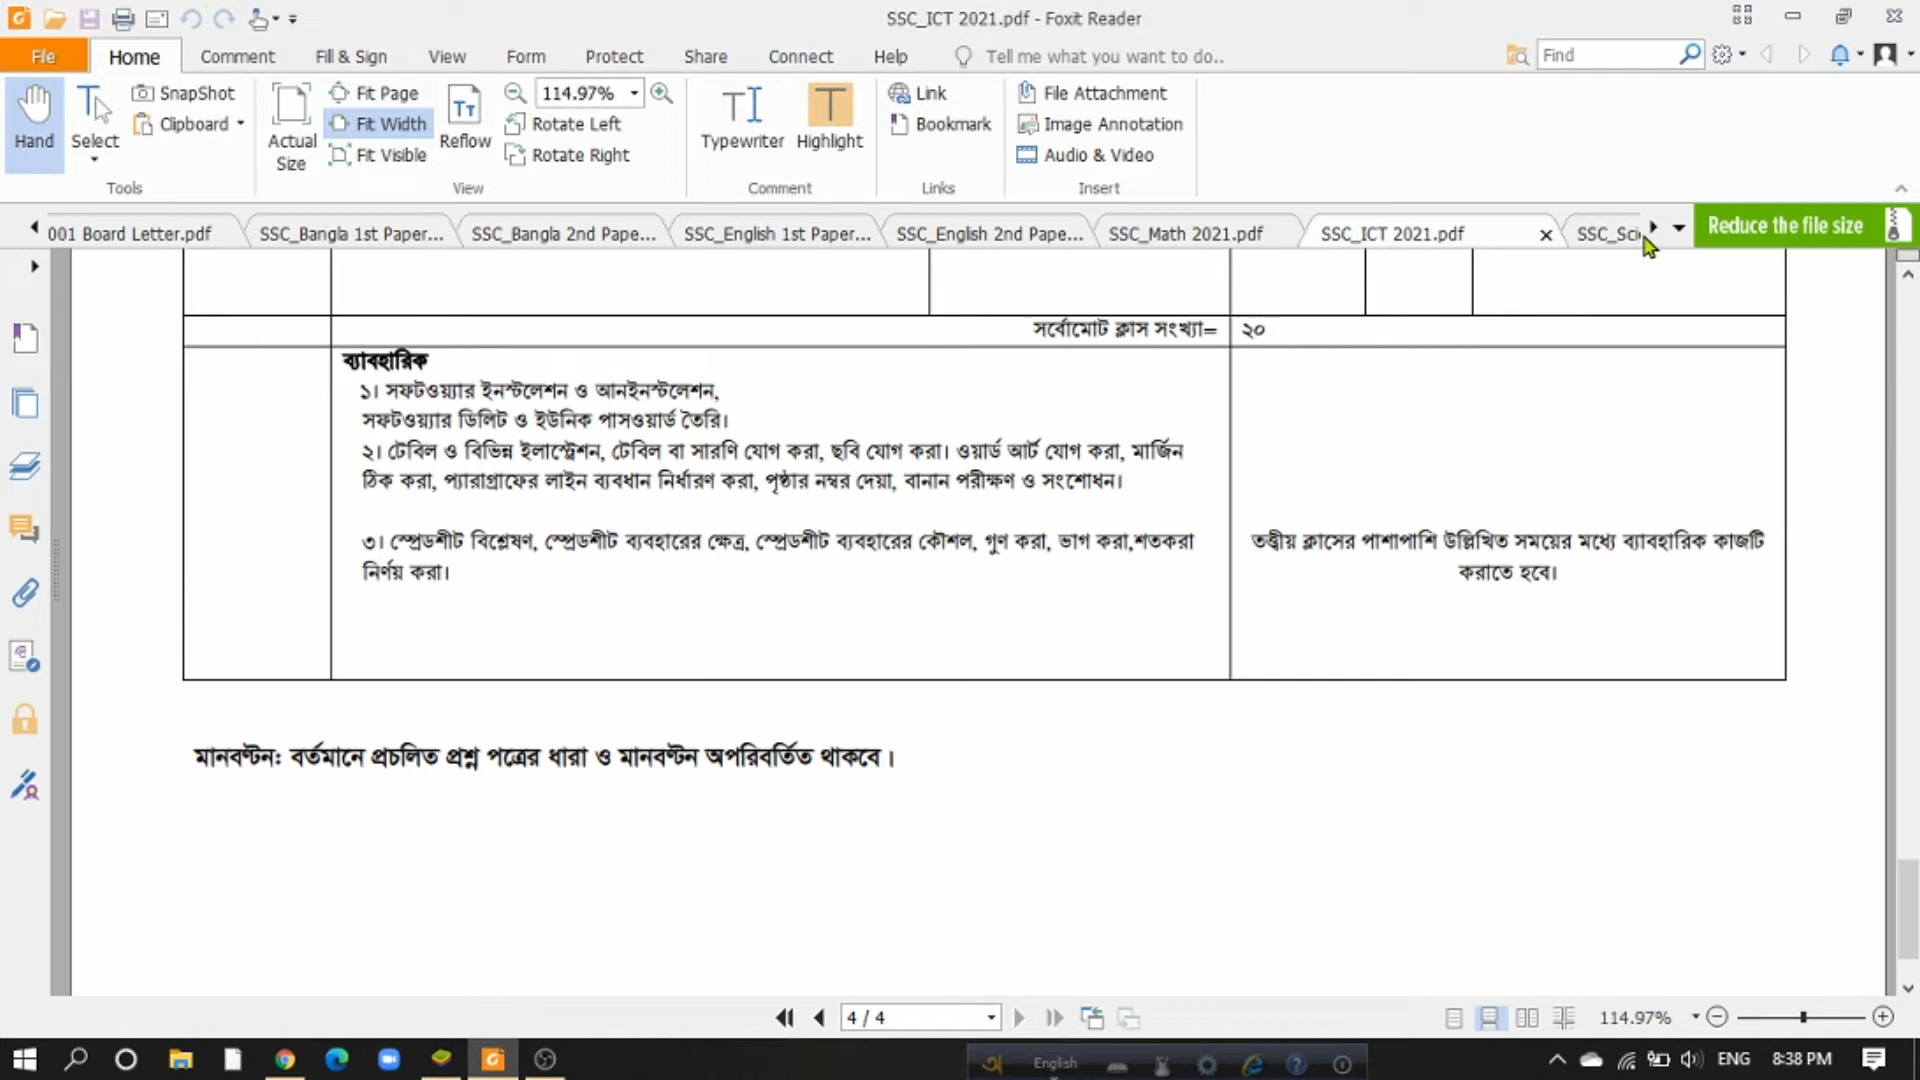 SSC_ICT 2021.pdf - Foxit Reader
File Home Comment Fill & Sign View Form Protect Share Connect Help Tell me what you want to do.. Find
Hand
Select
SnapShot
Clipboard
Tools
Actual Size
Fit Page
Fit Width
Fit Visible
Reflow
114.97%
Rotate Left
Rotate Right
View
Typewriter
Highlight
Comment
Link
Bookmark
Links
File Attachment
Image Annotation
Audio & Video
Insert
001 Board Letter.pdf SSC_Bangla 1st Paper... SSC_Bangla 2nd Pape... SSC_English 1st Paper... SSC_English 2nd Pape... SSC_Math 2021.pdf SSC_ICT 2021.pdf SSC_Sci Reduce the file size
সর্বোমোট ক্লাস সংখ্যা= ২০
ব্যাবহারিক
১। সফটওয়্যার ইনস্টলেশন ও আনইনস্টলেশন,
সফটওয়্যার ডিলিট ও ইউনিক পাসওয়ার্ড তৈরি।
২। টেবিল ও বিভিন্ন ইলাস্ট্রেশন, টেবিল বা সারণি যোগ করা, ছবি যোগ করা। ওয়ার্ড আর্ট যোগ করা, মার্জিন
ঠিক করা, প্যারাগ্রাফের লাইন ব্যবধান নির্ধারণ করা, পৃষ্ঠার নম্বর দেয়া, বানান পরীক্ষণ ও সংশোধন।
৩। স্প্রেডশীট বিশ্লেষণ, স্প্রেডশীট ব্যবহারের ক্ষেত্র, স্প্রেডশীট ব্যবহারের কৌশল, গুণ করা, ভাগ করা,শতকরা
নির্ণয় করা।
তত্ত্বীয় ক্লাসের পাশাপাশি উল্লিখিত সময়ের মধ্যে ব্যাবহারিক কাজটি
করাতে হবে।
মানবণ্টন: বর্তমানে প্রচলিত প্রশ্ন পত্রের ধারা ও মানবণ্টন অপরিবর্তিত থাকবে।
4 / 4
114.97%
English
ENG 8:38 PM